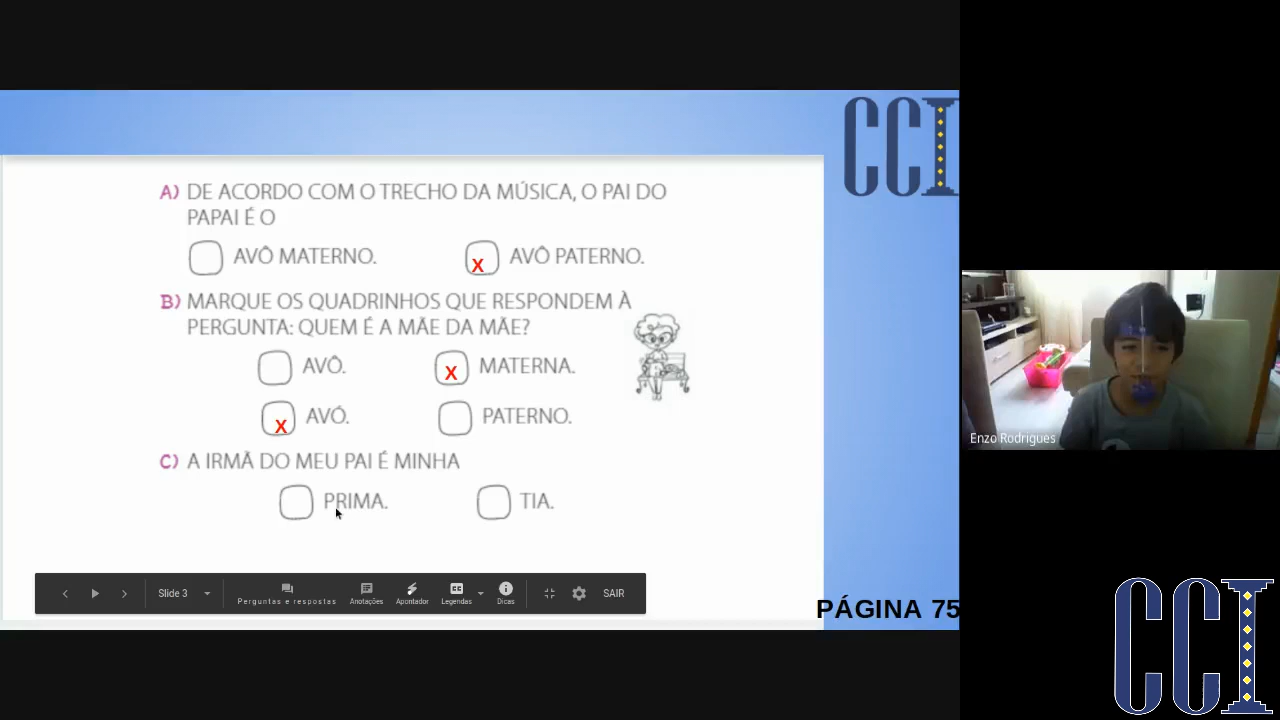 CCI
A) DE ACORDO COM O TRECHO DA MÚSICA, O PAI DO
PAPAI É O
AVÔ MATERNO.
X AVÔ PATERNO.
B) MARQUE OS QUADRINHOS QUE RESPONDEM À
PERGUNTA: QUEM É A MÃE DA MÃE?
AVÔ.
X MATERNA.
X AVÓ.
PATERNO.
C) A IRMÃ DO MEU PAI É MINHA
PRIMA.
TIA.
Slide 3
Perguntas e respostas
Anotações
Apontador
CC
Legendas
Dicas
SAIR
PÁGINA 75
Enzo Rodrigues
CCI